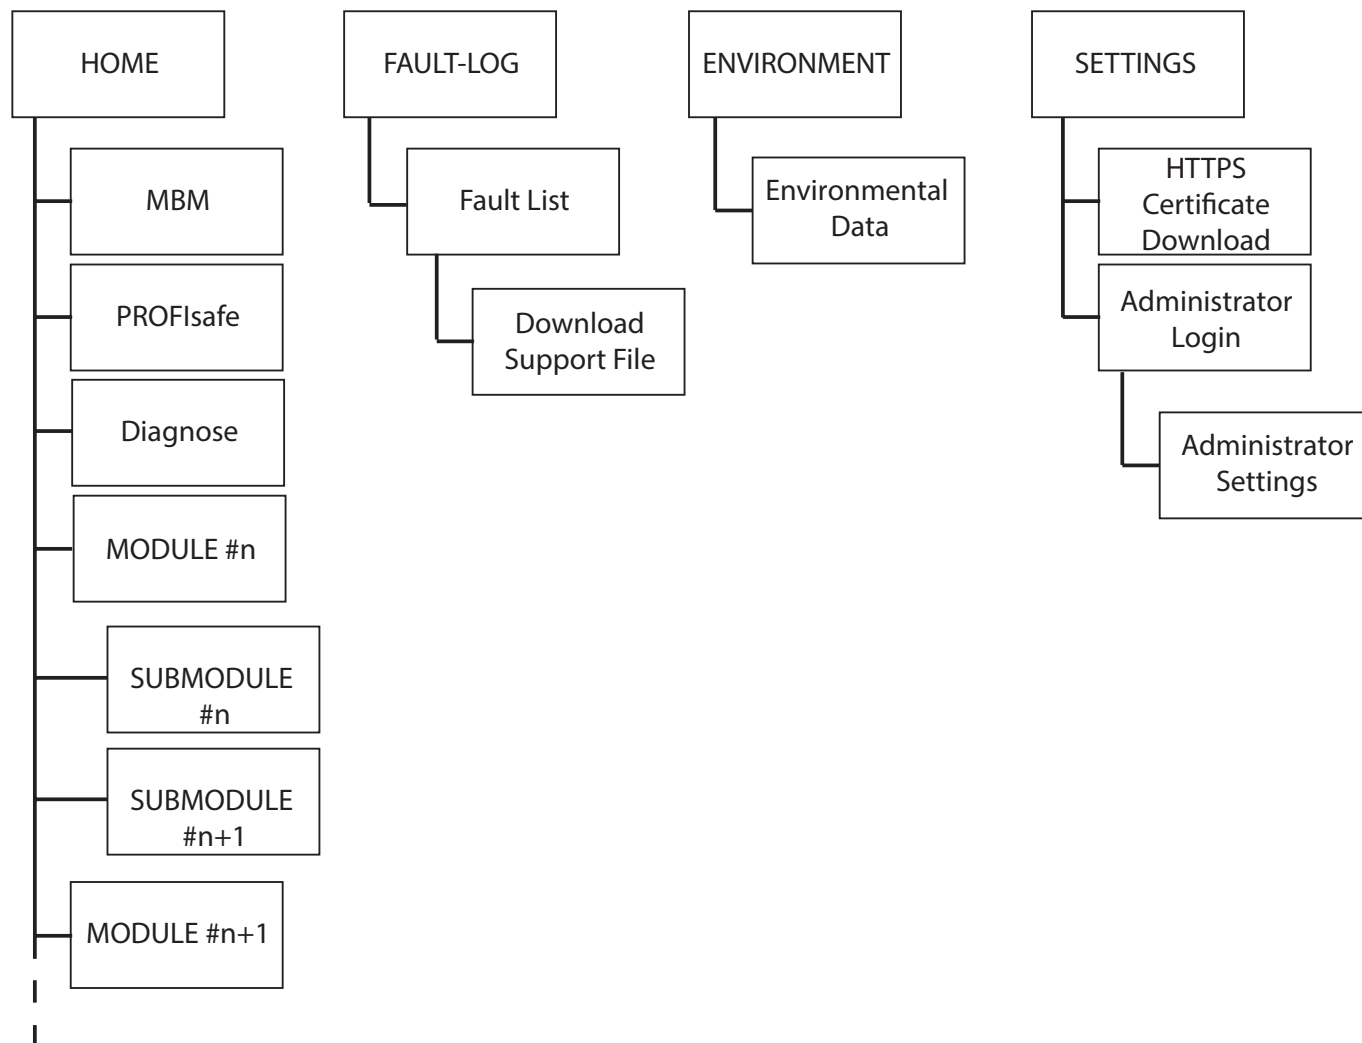 HOME
MBM
PROFIsafe
Diagnose
MODULE #n
SUBMODULE
#n
SUBMODULE
#n+1
MODULE #n+1
FAULT-LOG
Fault List
Download
Support File
ENVIRONMENT
Environmental
Data
SETTINGS
HTTPS
Certificate
Download
Administrator
Login
Administrator
Settings